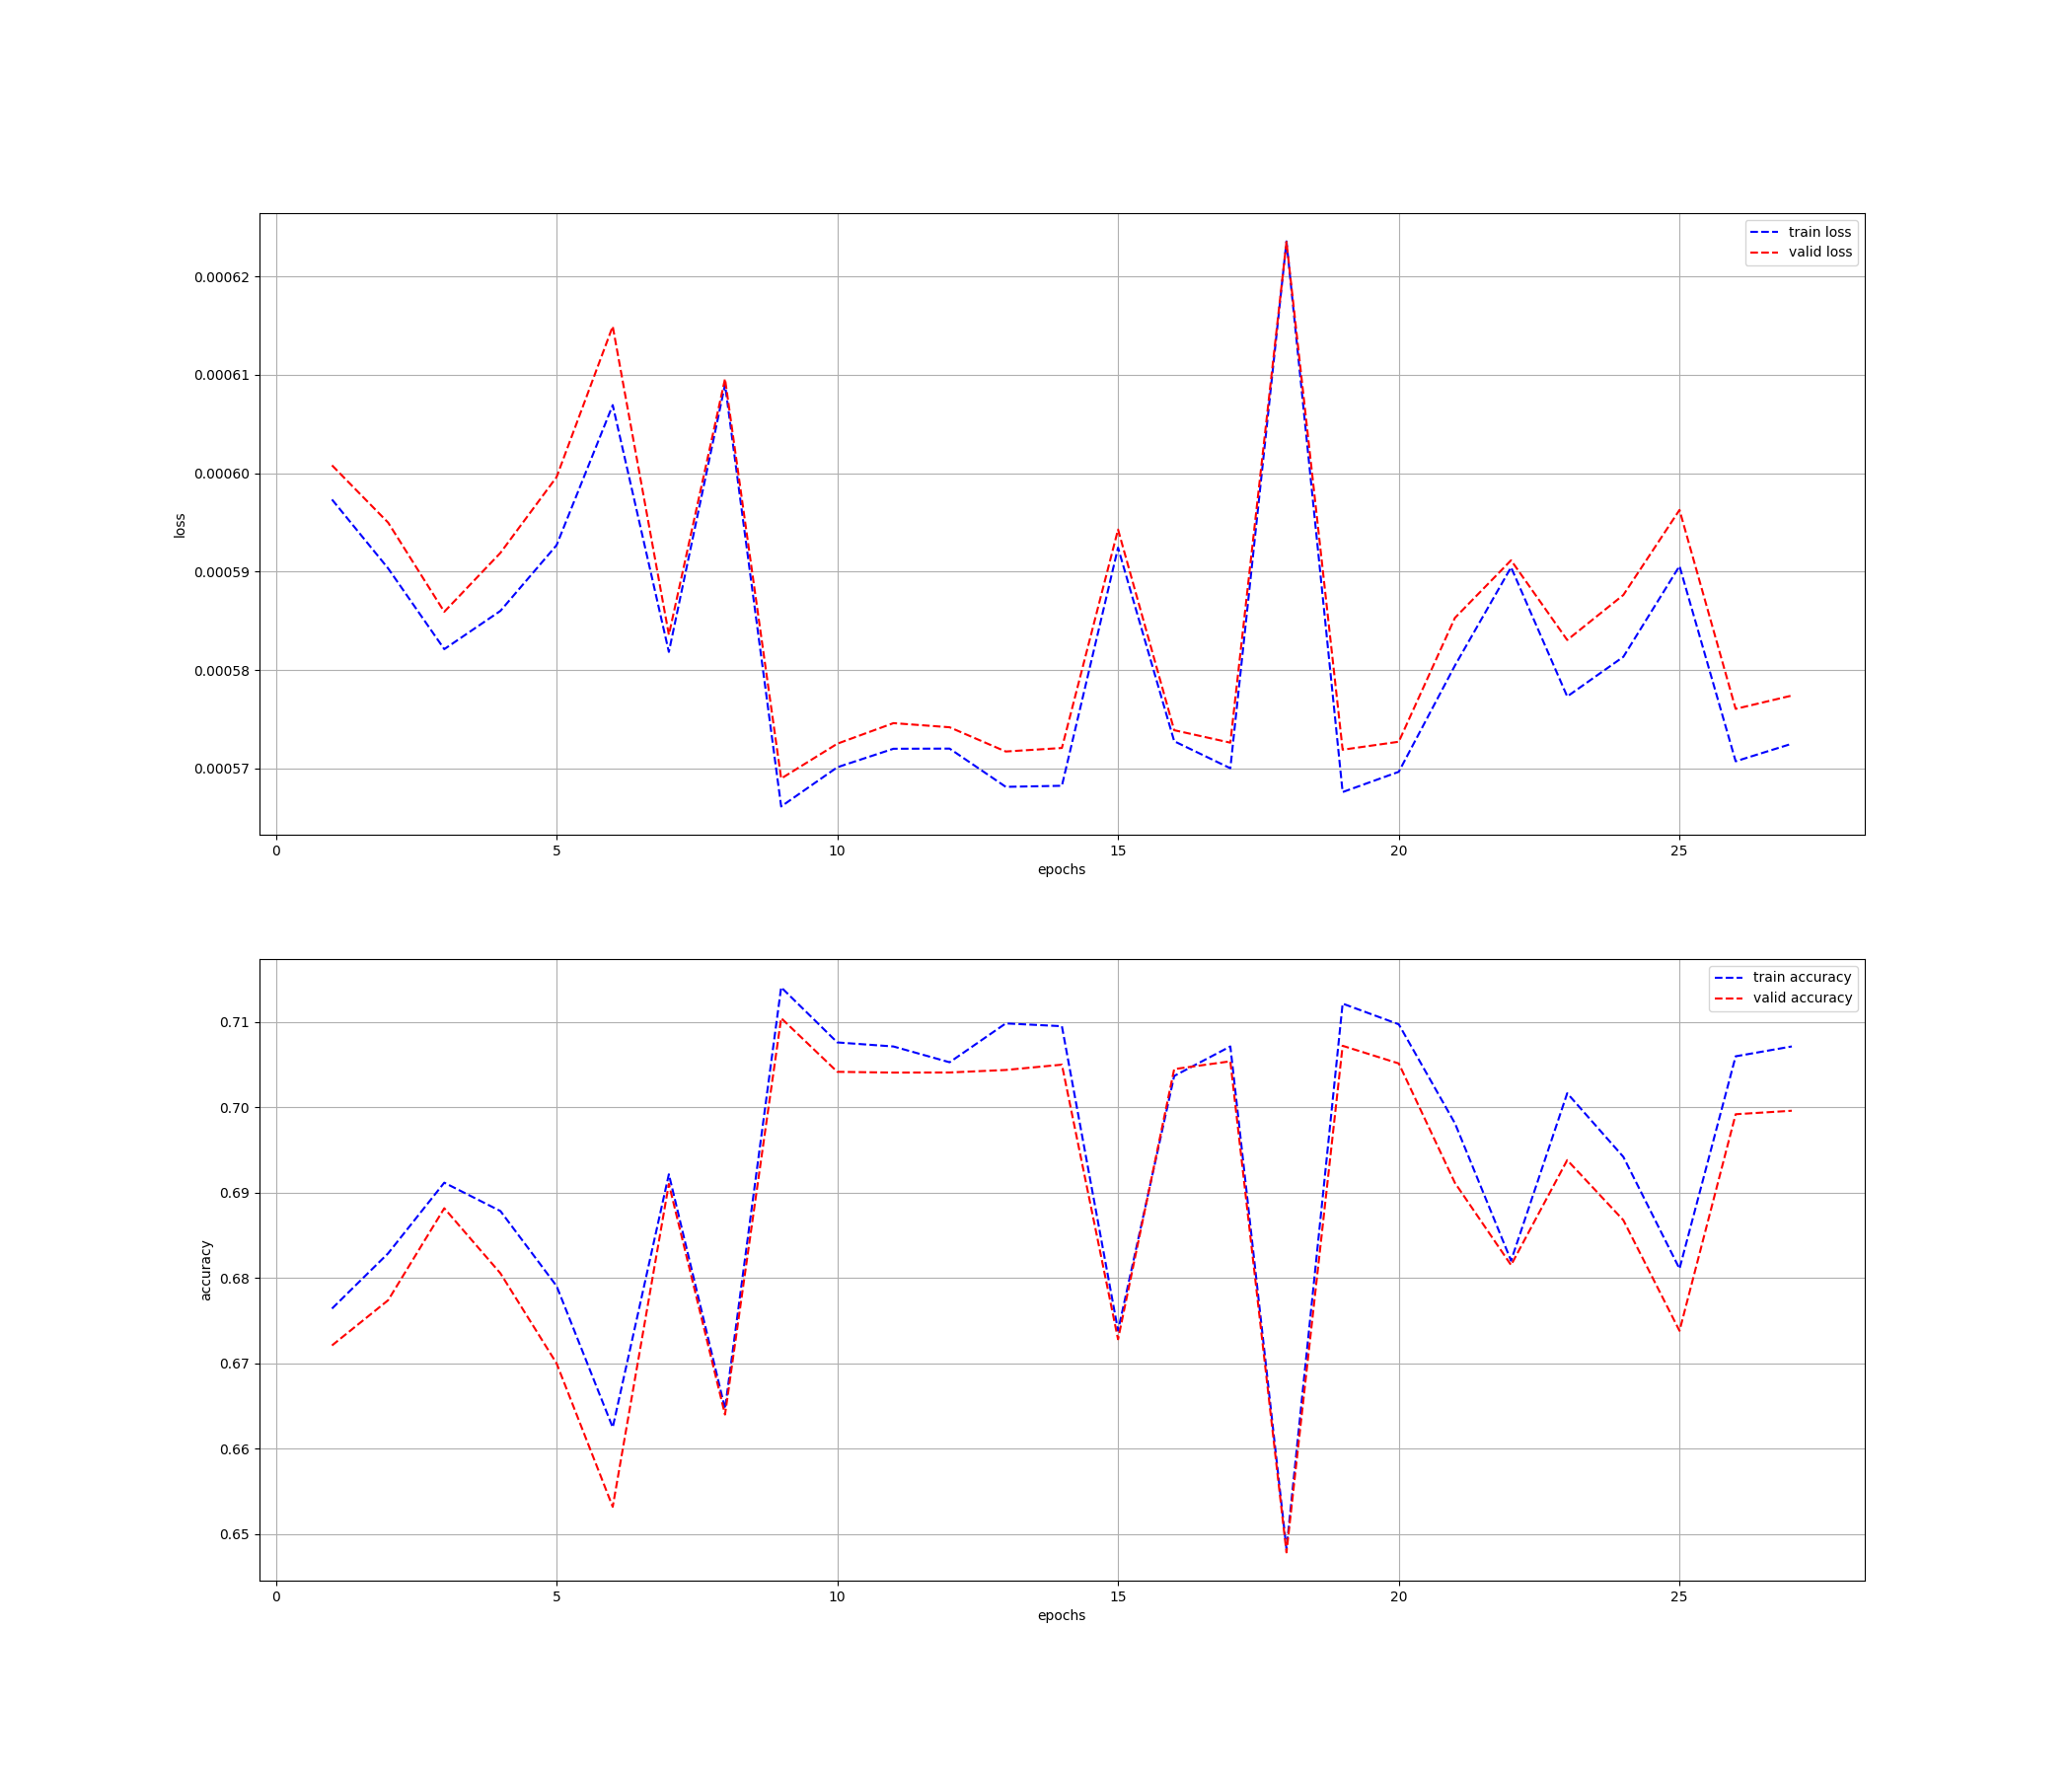 train loss
valid loss
0.00062
0.00061
0.00060
0.00059
0.00058
0.00057
loss
0 5 10 15 20 25
epochs
train accuracy
valid accuracy
0.71
0.70
0.69
0.68
0.67
0.66
0.65
accuracy
0 5 10 15 20 25
epochs